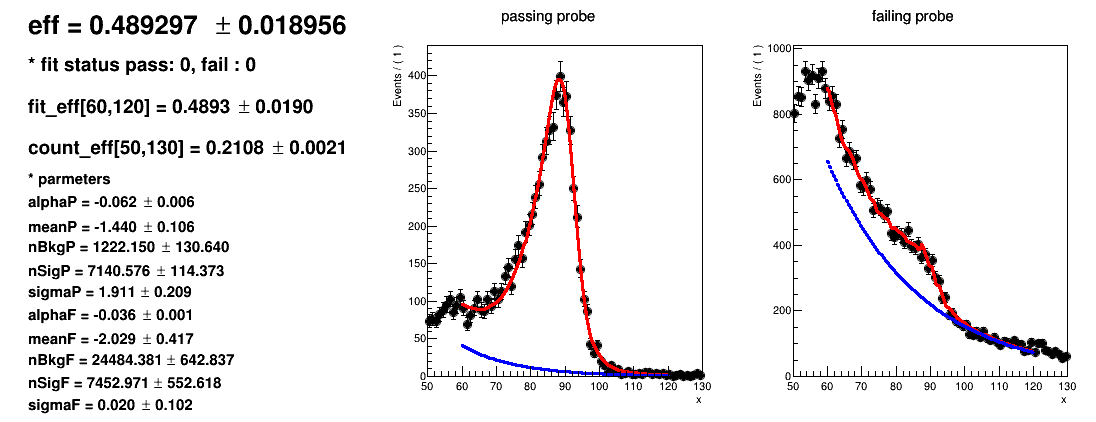 eff = 0.489297 ± 0.018956
* fit status pass: 0, fail : 0
fit_eff[60,120] = 0.4893 ± 0.0190
count_eff[50,130] = 0.2108 ± 0.0021
* parmeters
alphaP = -0.062 ± 0.006
meanP = -1.440 ± 0.106
nBkgP = 1222.150 ± 130.640
nSigP = 7140.576 ± 114.373
sigmaP = 1.911 ± 0.209
alphaF = -0.036 ± 0.001
meanF = -2.029 ± 0.417
nBkgF = 24484.381 ± 642.837
nSigF = 7452.971 ± 552.618
sigmaF = 0.020 ± 0.102
passing probe
Events / ( 1 )
400
350
300
250
200
150
100
50
0
50 60 70 80 90 100 110 120 130
x
failing probe
Events / ( 1 )
1000
800
600
400
200
0
50 60 70 80 90 100 110 120 130
x